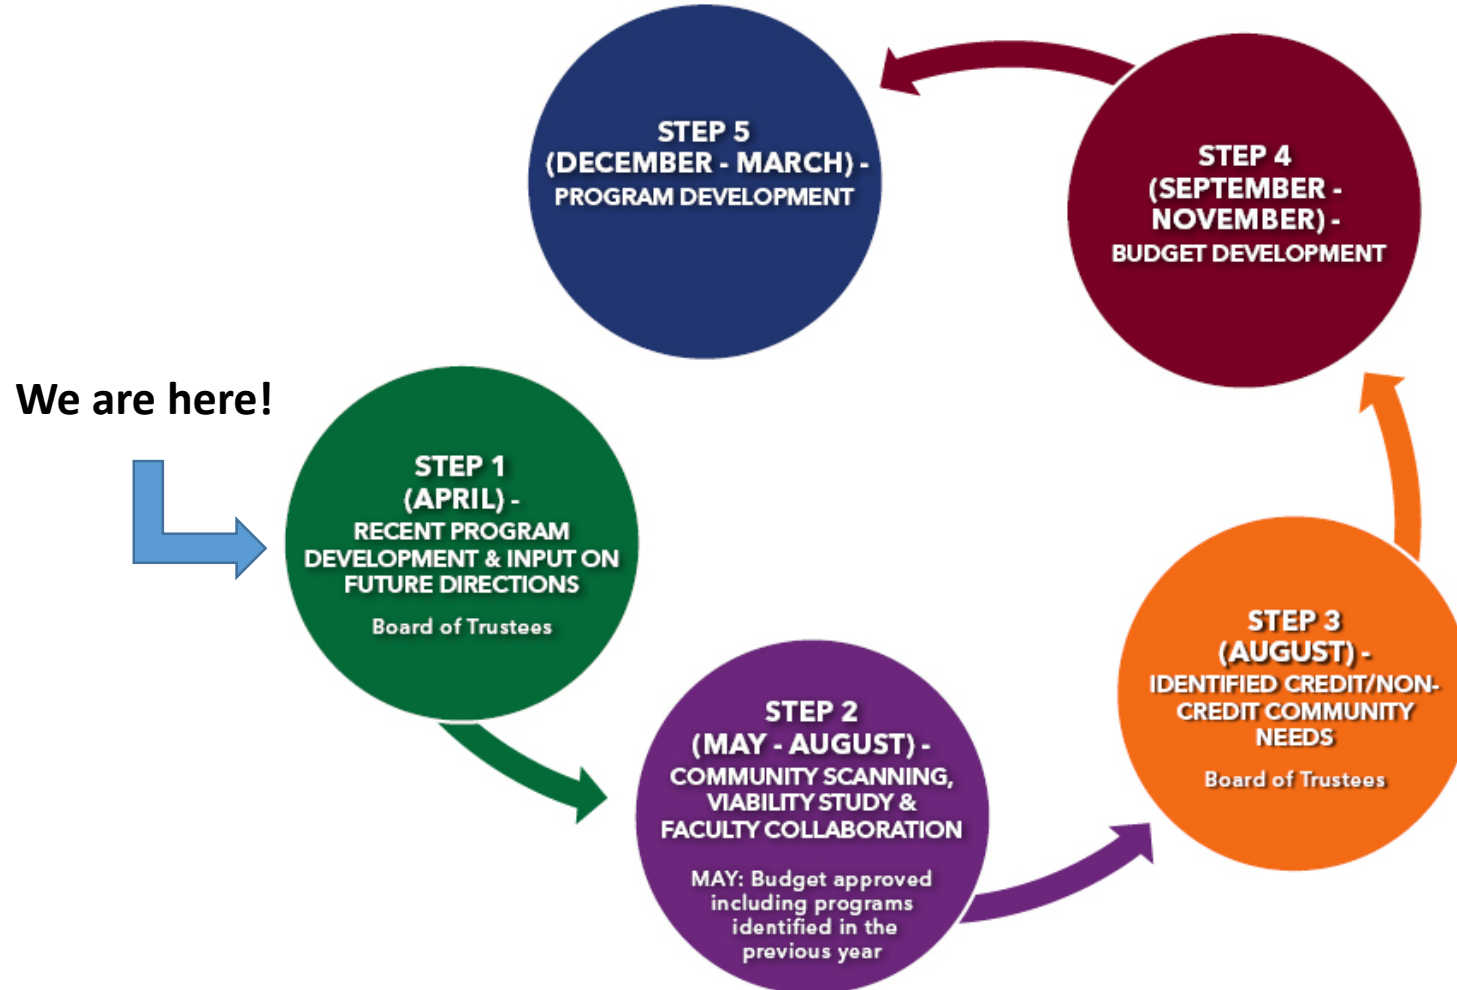 We are here!
STEP 1
(APRIL) -
RECENT PROGRAM
DEVELOPMENT & INPUT ON
FUTURE DIRECTIONS
Board of Trustees
STEP 2
(MAY - AUGUST) -
COMMUNITY SCANNING,
VIABILITY STUDY &
FACULTY COLLABORATION
MAY: Budget approved
including programs
identified in the
previous year
STEP 3
(AUGUST) -
IDENTIFIED CREDIT/NON-
CREDIT COMMUNITY
NEEDS
Board of Trustees
STEP 4
(SEPTEMBER -
NOVEMBER) -
BUDGET DEVELOPMENT
STEP 5
(DECEMBER - MARCH) -
PROGRAM DEVELOPMENT